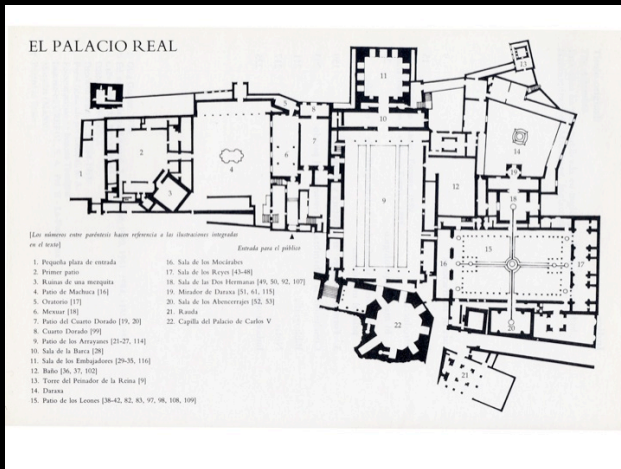 EL PALACIO REAL
[Los números entre paréntesis hacen referencia a las ilustraciones integradas
en el texto]
Entrada para el público
1. Pequeña plaza de entrada
2. Primer patio
3. Ruinas de una mezquita
4. Patio de Machuca [16]
5. Oratorio [17]
6. Mexuar [18]
7. Patio del Cuarto Dorado [19, 20]
8. Cuarto Dorado [99]
9. Patio de los Arrayanes [21-27, 114]
10. Sala de la Barca [28]
11. Sala de los Embajadores [29-35, 116]
12. Baño [36, 37, 102]
13. Torre del Peinador de la Reina [9]
14. Daraxa
15. Patio de los Leones [38-42, 82, 83, 97, 98, 108, 109]
16. Sala de los Mocárabes
17. Sala de los Reyes [43-48]
18. Sala de las Dos Hermanas [49, 50, 92, 107]
19. Mirador de Daraxa [51, 61, 115]
20. Sala de los Abencerrajes [52, 53]
21. Rauda
22. Capilla del Palacio de Carlos V
1
2
3
4
5
6
7
8
9
10
11
12
13
14
15
16
17
18
19
20
21
22